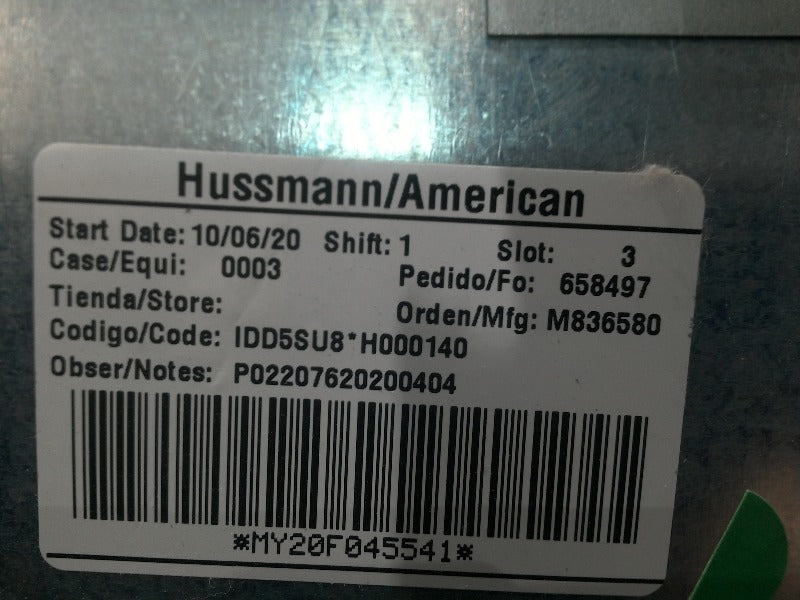 Hussmann/American
Start Date: 10/06/20 Shift: 1 Slot: 3
Case/Equi: 0003 Pedido/Fo: 658497
Tienda/Store: Orden/Mfg: M836580
Codigo/Code: IDD5SU8*H000140
Obser/Notes: P02207620200404
*MY20F045541*